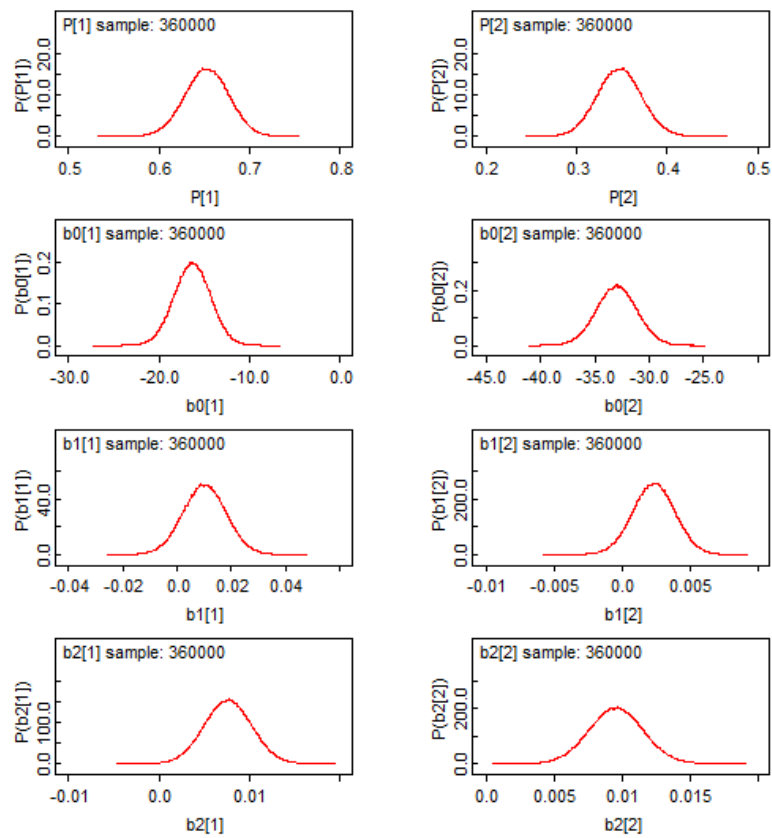 P[1] sample: 360000
P(P[1])
0.0 10.0 20.0
0.5 0.6 0.7 0.8
P[1]
P[2] sample: 360000
P(P[2])
0.0 10.0 20.0
0.2 0.3 0.4 0.5
P[2]
b0[1] sample: 360000
P(b0[1])
0.0 0.1 0.2
-30.0 -20.0 -10.0 0.0
b0[1]
b0[2] sample: 360000
P(b0[2])
0.0 0.2
-45.0 -40.0 -35.0 -30.0 -25.0
b0[2]
b1[1] sample: 360000
P(b1[1])
0.0 40.0
-0.04 -0.02 0.0 0.02 0.04
b1[1]
b1[2] sample: 360000
P(b1[2])
0.0 200.0
-0.01 -0.005 0.0 0.005
b1[2]
b2[1] sample: 360000
P(b2[1])
0.0 100.0
-0.01 0.0 0.01
b2[1]
b2[2] sample: 360000
P(b2[2])
0.0 200.0
0.0 0.005 0.01 0.015
b2[2]